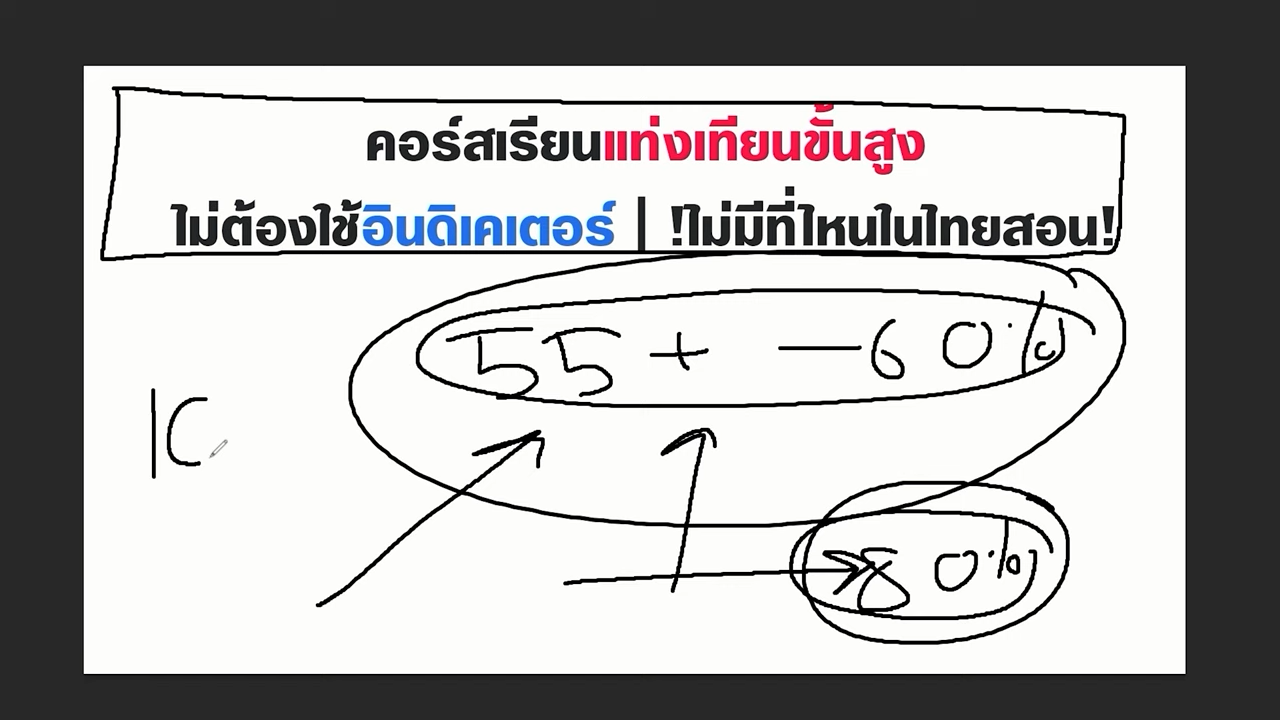 คอร์สเรียนแท่งเทียนขั้นสูง
ไม่ต้องใช้อินดิเคเตอร์ | !ไม่มีที่ไหนในไทยสอน!
55 + - 60%
80%